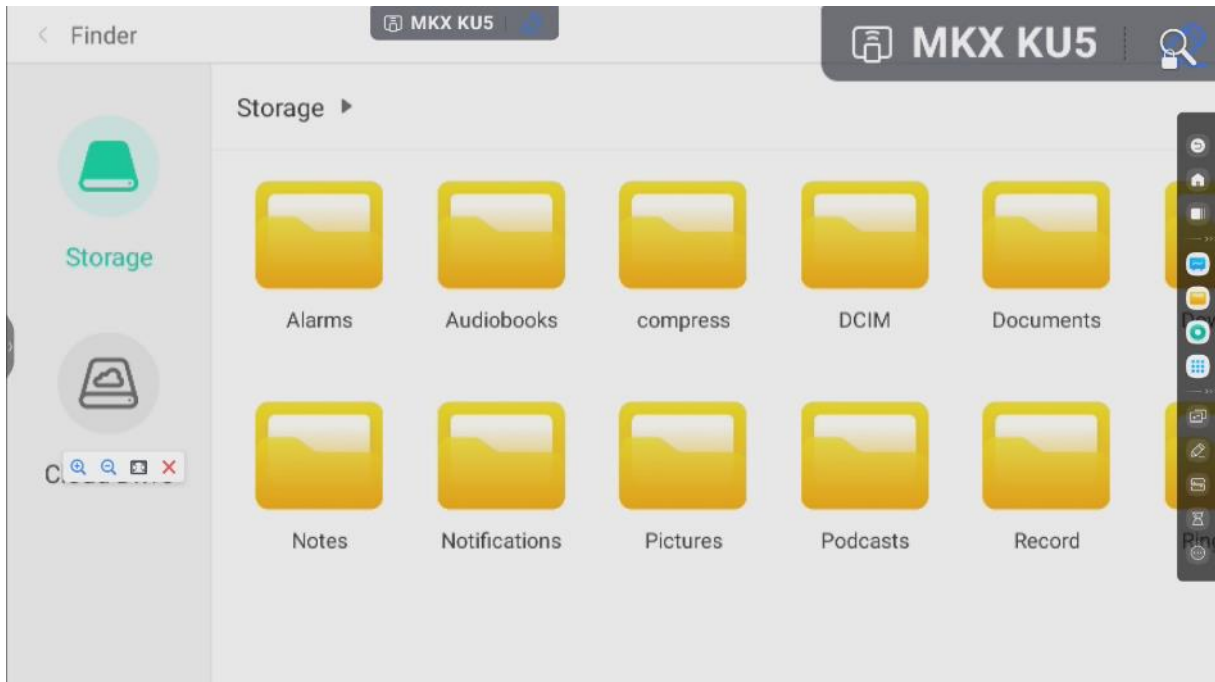 Finder
MKX KU5
MKX KU5
Storage
Storage
Alarms
Audiobooks
compress
DCIM
Documents
Notes
Notifications
Pictures
Podcasts
Record